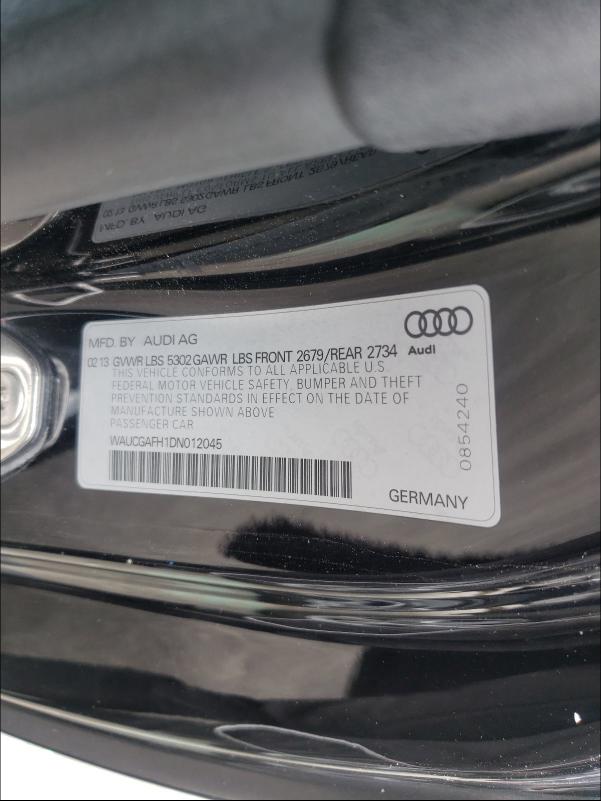 MFD. BY AUDI AG
02 13 GVWR LBS 5302 GAWR LBS FRONT 2679/REAR 2734
Audi
THIS VEHICLE CONFORMS TO ALL APPLICABLE U.S
FEDERAL MOTOR VEHICLE SAFETY, BUMPER AND THEFT
PREVENTION STANDARDS IN EFFECT ON THE DATE OF
MANUFACTURE SHOWN ABOVE
PASSENGER CAR
WAUCGAFH1DN012045
0854240
GERMANY